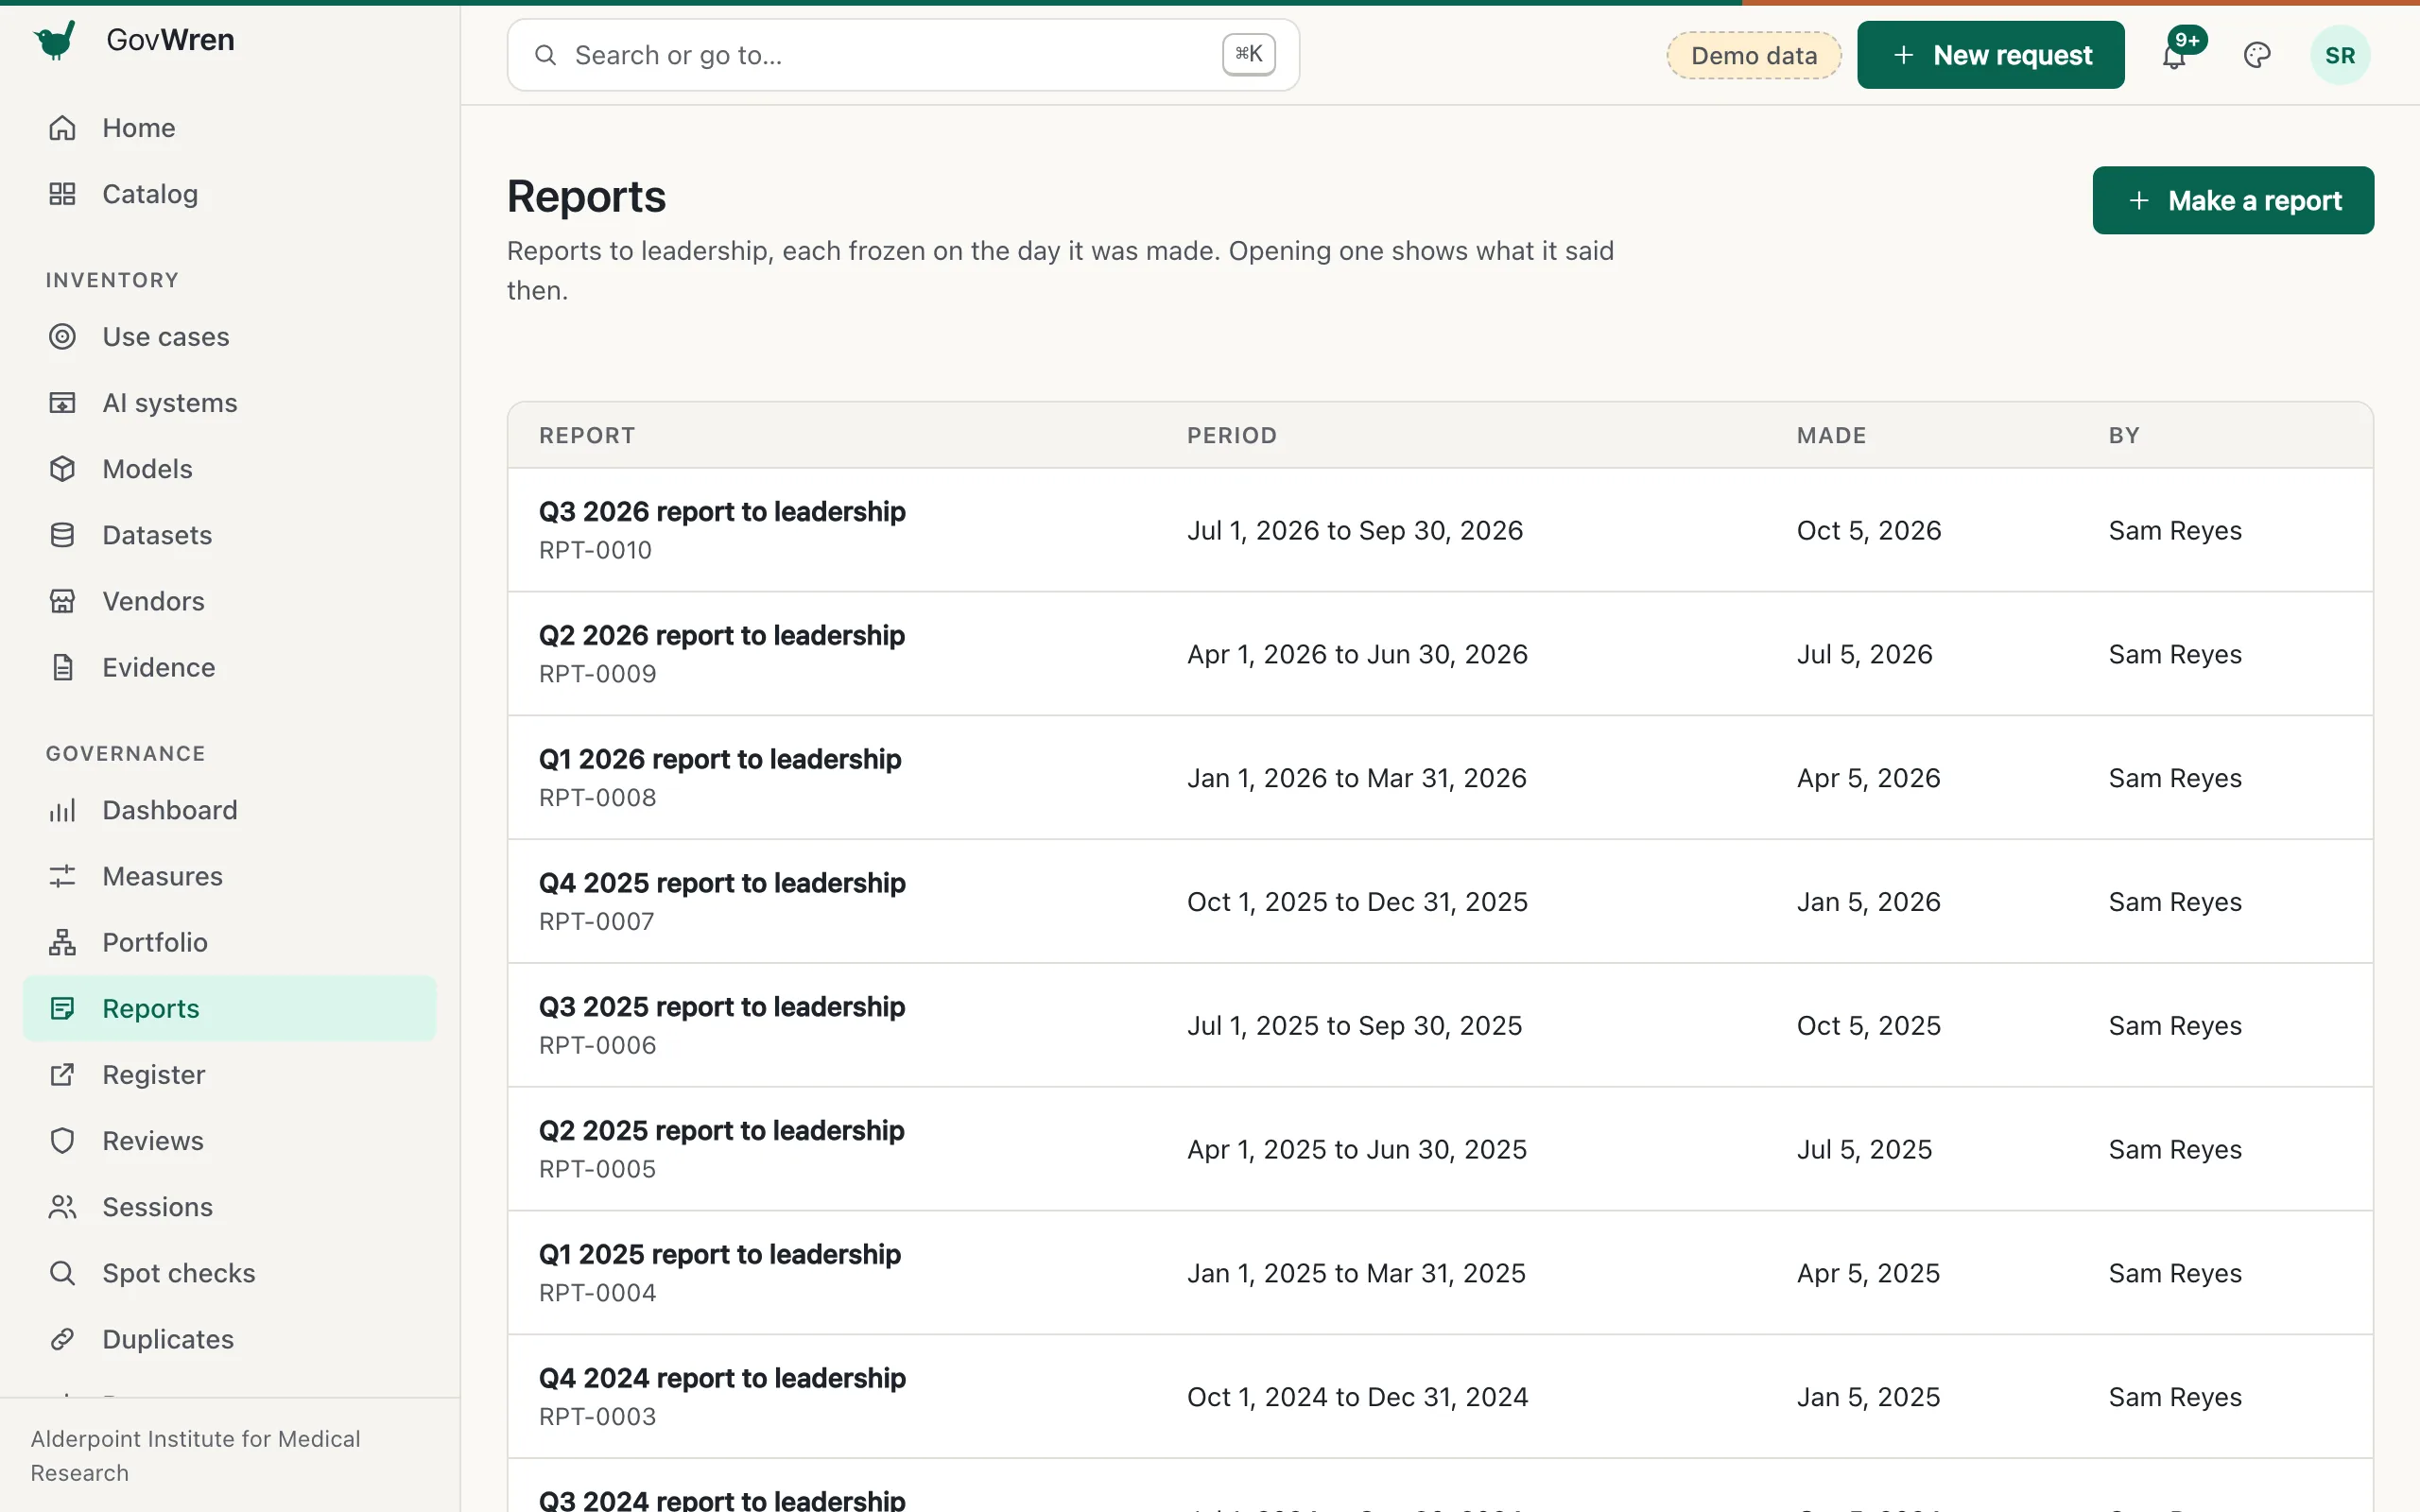 GovWren
Search or go to...
⌘K
Demo data
+ New request
9+
SR
Home
Catalog
INVENTORY
Use cases
AI systems
Models
Datasets
Vendors
Evidence
GOVERNANCE
Dashboard
Measures
Portfolio
Reports
Register
Reviews
Sessions
Spot checks
Duplicates
Alderpoint Institute for Medical
Research
Reports
Reports to leadership, each frozen on the day it was made. Opening one shows what it said
then.
+ Make a report
REPORT PERIOD MADE BY
Q3 2026 report to leadership
RPT-0010
Jul 1, 2026 to Sep 30, 2026 Oct 5, 2026 Sam Reyes
Q2 2026 report to leadership
RPT-0009
Apr 1, 2026 to Jun 30, 2026 Jul 5, 2026 Sam Reyes
Q1 2026 report to leadership
RPT-0008
Jan 1, 2026 to Mar 31, 2026 Apr 5, 2026 Sam Reyes
Q4 2025 report to leadership
RPT-0007
Oct 1, 2025 to Dec 31, 2025 Jan 5, 2026 Sam Reyes
Q3 2025 report to leadership
RPT-0006
Jul 1, 2025 to Sep 30, 2025 Oct 5, 2025 Sam Reyes
Q2 2025 report to leadership
RPT-0005
Apr 1, 2025 to Jun 30, 2025 Jul 5, 2025 Sam Reyes
Q1 2025 report to leadership
RPT-0004
Jan 1, 2025 to Mar 31, 2025 Apr 5, 2025 Sam Reyes
Q4 2024 report to leadership
RPT-0003
Oct 1, 2024 to Dec 31, 2024 Jan 5, 2025 Sam Reyes
Q3 2024 report to leadership